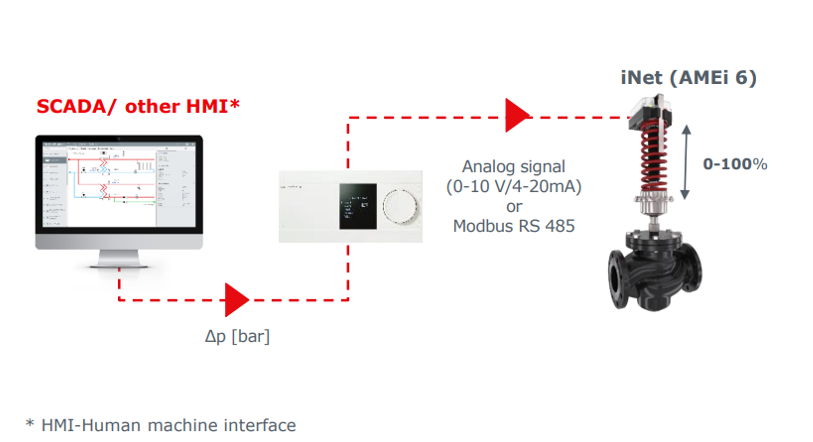 iNet (AMEi 6)
SCADA/ other HMI*
0-100%
Analog signal
(0-10 V/4-20mA)
or
Modbus RS 485
Δp [bar]
* HMI-Human machine interface